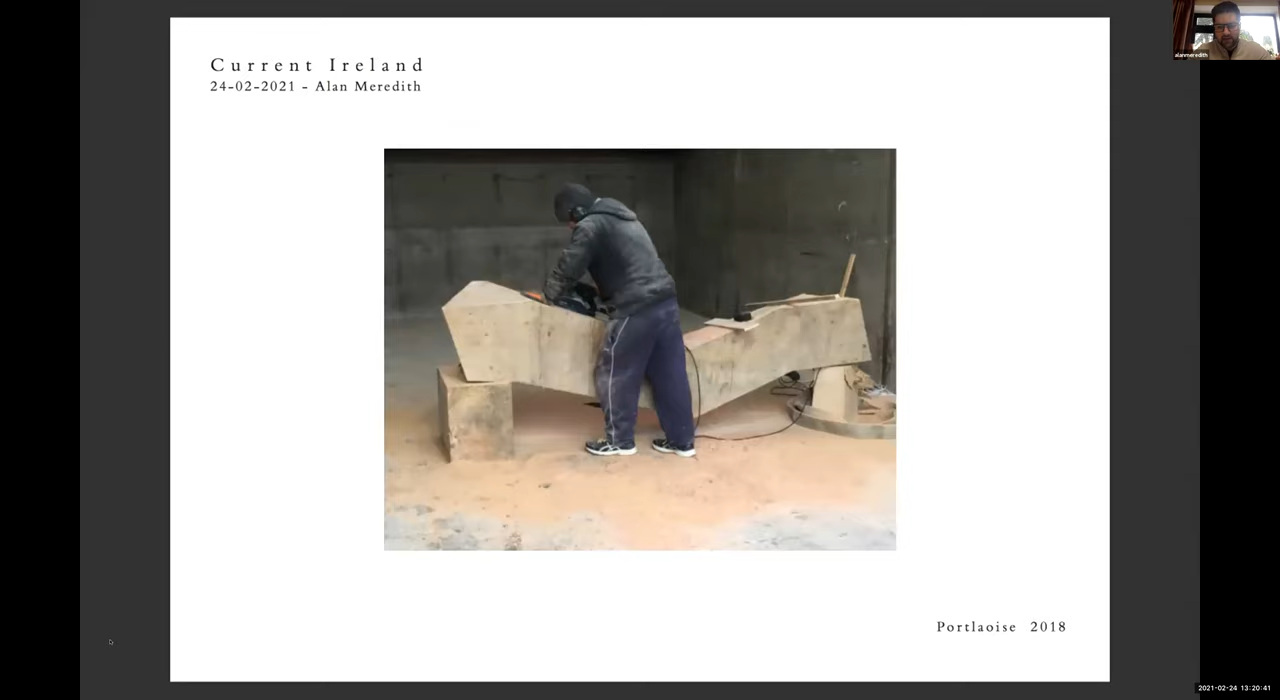 Current Ireland
24-02-2021 - Alan Meredith
Portlaoise 2018
alanmeredith
2021-02-24 13:20:41